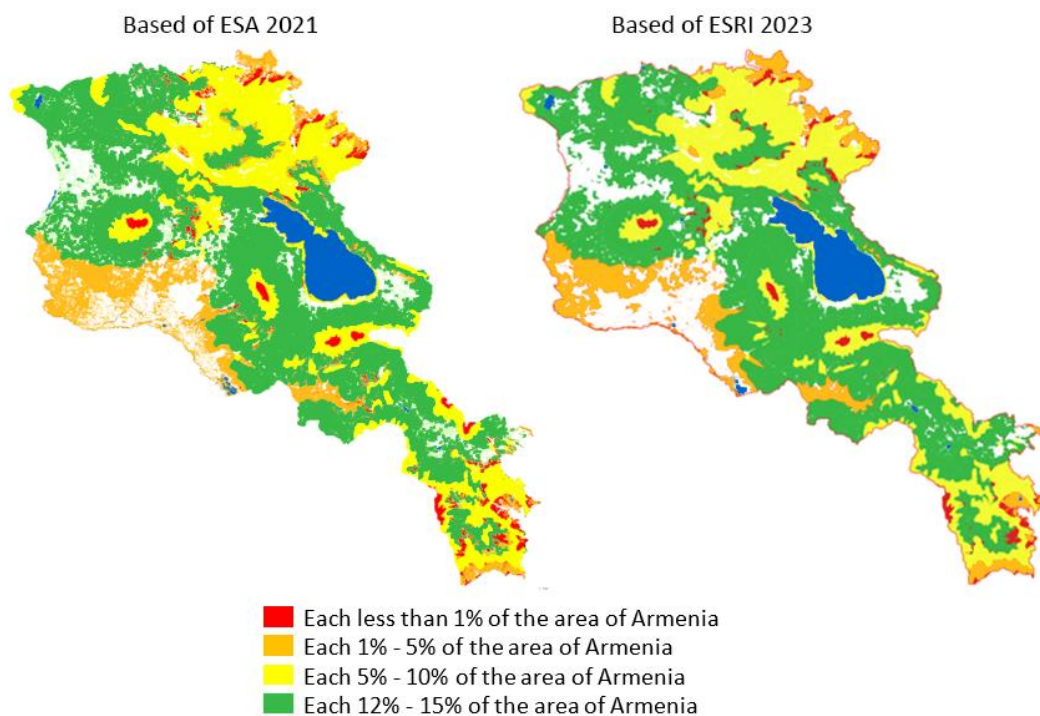 Based of ESA 2021
Based of ESRI 2023
Each less than 1% of the area of Armenia
Each 1% - 5% of the area of Armenia
Each 5% - 10% of the area of Armenia
Each 12% - 15% of the area of Armenia